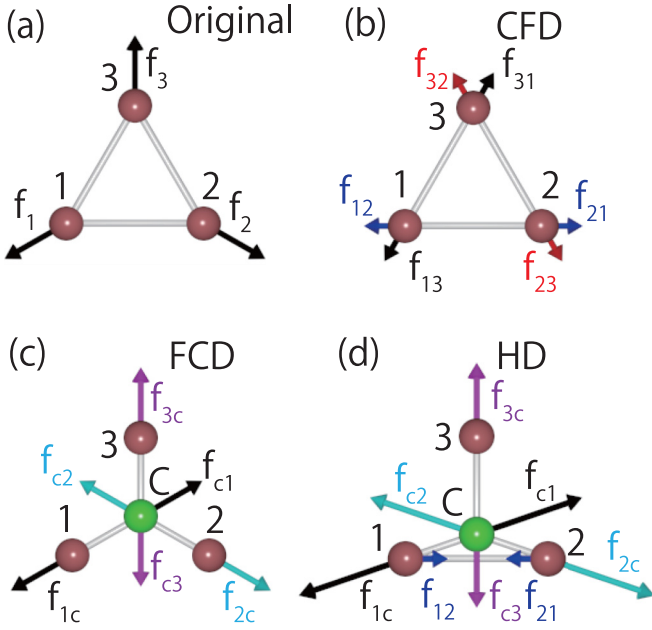 (a) Original
3 f3
1 2
f1 f2
(b) CFD
f32 f31
3
1 2
f12 f21
f13 f23
(c) FCD
3 f3c
fc2 C fc1
1 2
f1c fc3 f2c
(d) HD
3 f3c
fc2 C fc1
1 2 f2c
f1c f12 fc3 f21